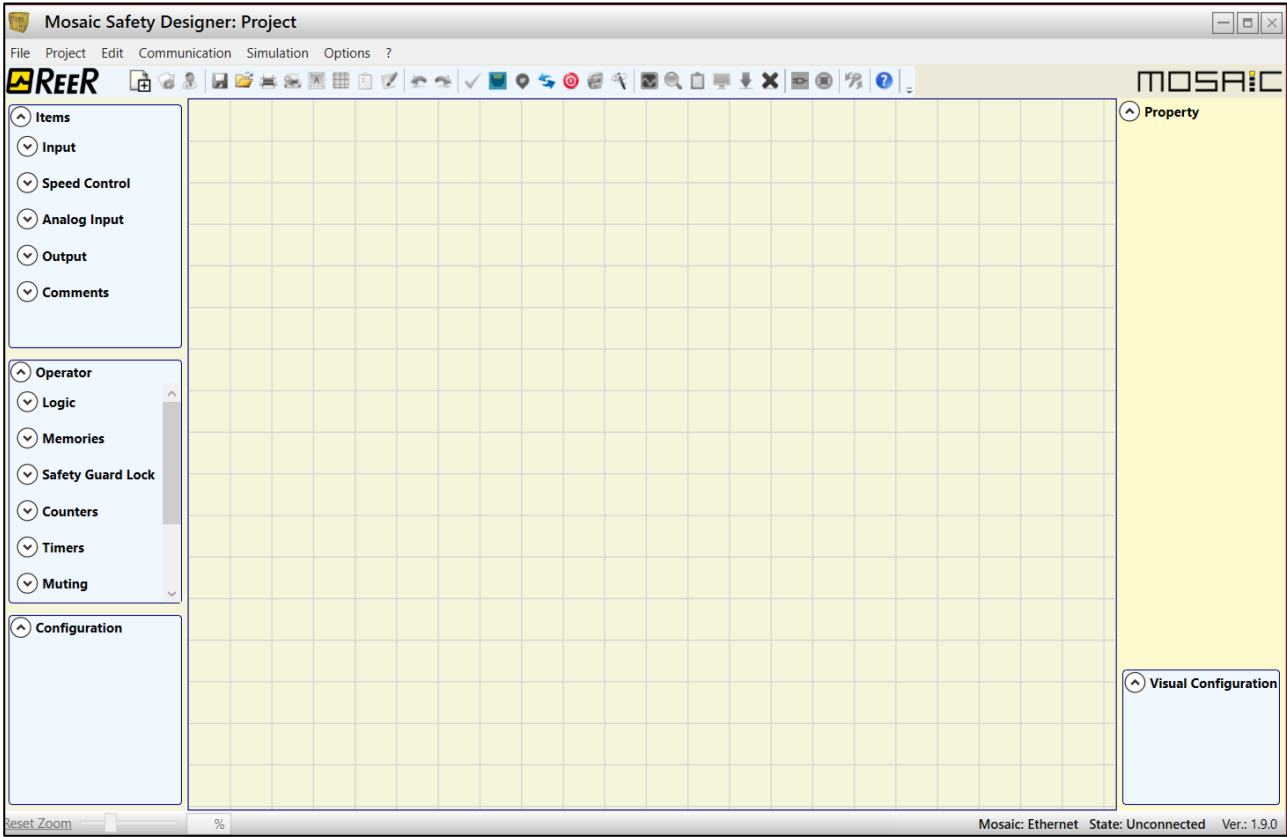 Mosaic Safety Designer: Project
File Project Edit Communication Simulation Options ?
REER MOSAIC
Items
Input
Speed Control
Analog Input
Output
Comments
Operator
Logic
Memories
Safety Guard Lock
Counters
Timers
Muting
Configuration
Property
Visual Configuration
Reset Zoom %
Mosaic: Ethernet State: Unconnected Ver.: 1.9.0